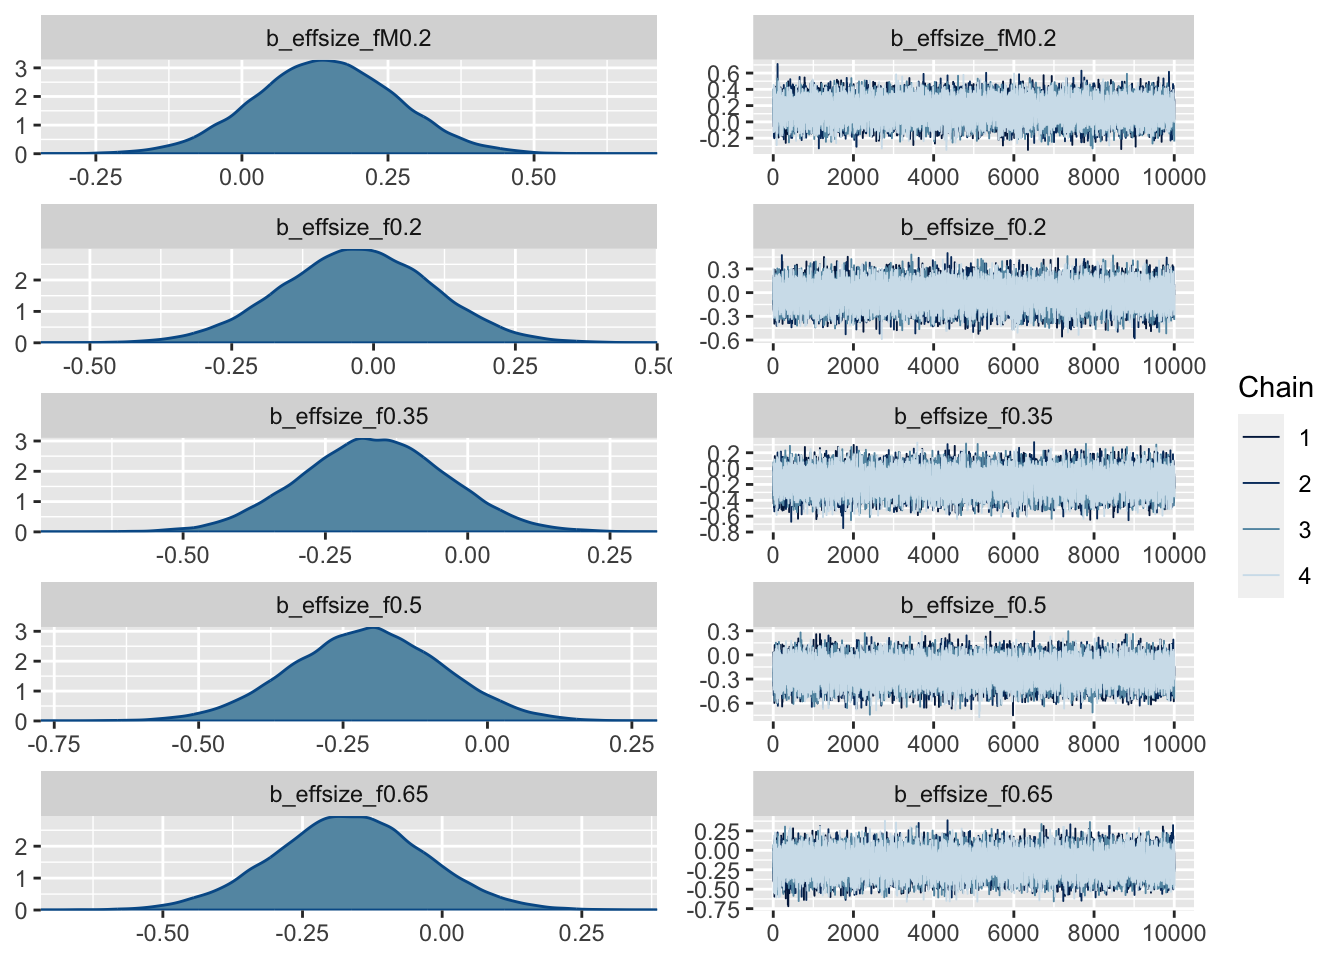 b_effsize_fM0.2
3
2
1
0
-0.25 0.00 0.25 0.50
b_effsize_fM0.2
0.6
0.4
0.2
0.0
-0.2
0 2000 4000 6000 8000 10000
b_effsize_f0.2
2
1
0
-0.50 -0.25 0.00 0.25 0.50
b_effsize_f0.2
0.3
0.0
-0.3
-0.6
0 2000 4000 6000 8000 10000
b_effsize_f0.35
3
2
1
0
-0.50 -0.25 0.00 0.25
b_effsize_f0.35
0.2
0.0
-0.2
-0.4
-0.6
-0.8
0 2000 4000 6000 8000 10000
b_effsize_f0.5
3
2
1
0
-0.75 -0.50 -0.25 0.00 0.25
b_effsize_f0.5
0.3
0.0
-0.3
-0.6
0 2000 4000 6000 8000 10000
b_effsize_f0.65
2
1
0
-0.50 -0.25 0.00 0.25
b_effsize_f0.65
0.25
0.00
-0.25
-0.50
-0.75
0 2000 4000 6000 8000 10000
Chain
1
2
3
4